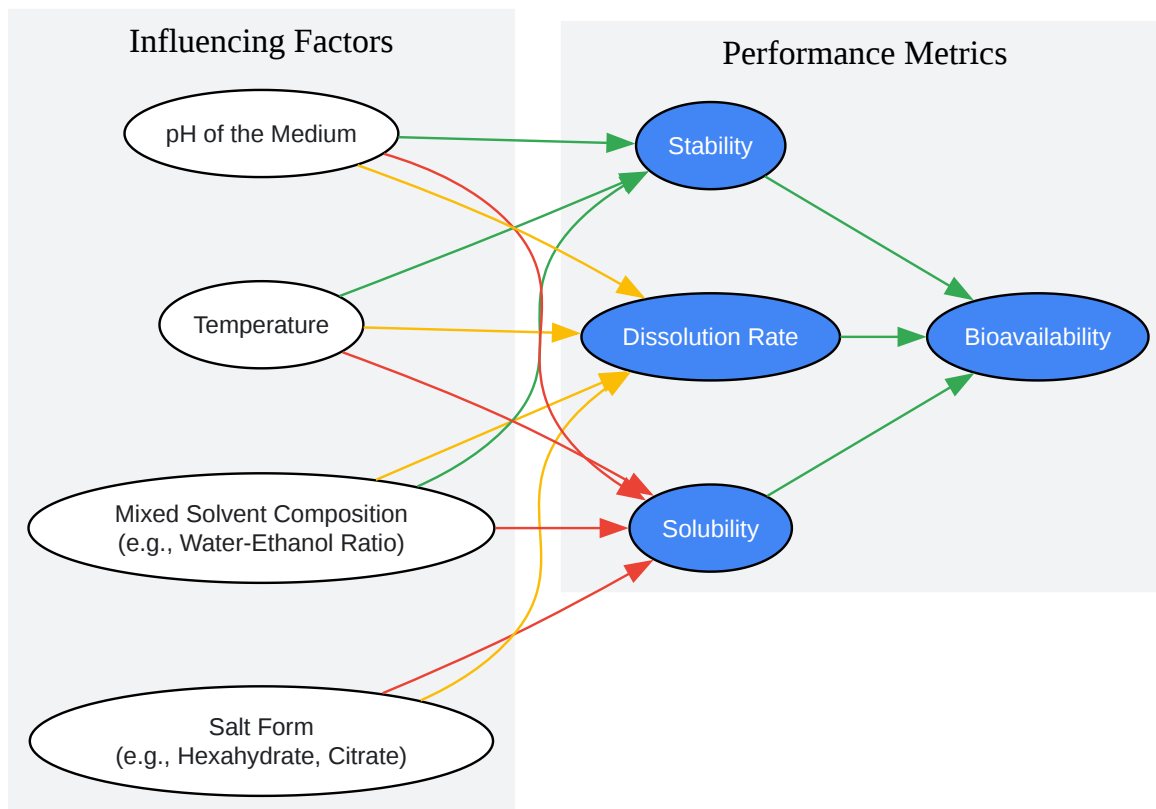 Influencing Factors
pH of the Medium
Temperature
Mixed Solvent Composition
(e.g., Water-Ethanol Ratio)
Salt Form
(e.g., Hexahydrate, Citrate)
Performance Metrics
Stability
Dissolution Rate
Solubility
Bioavailability